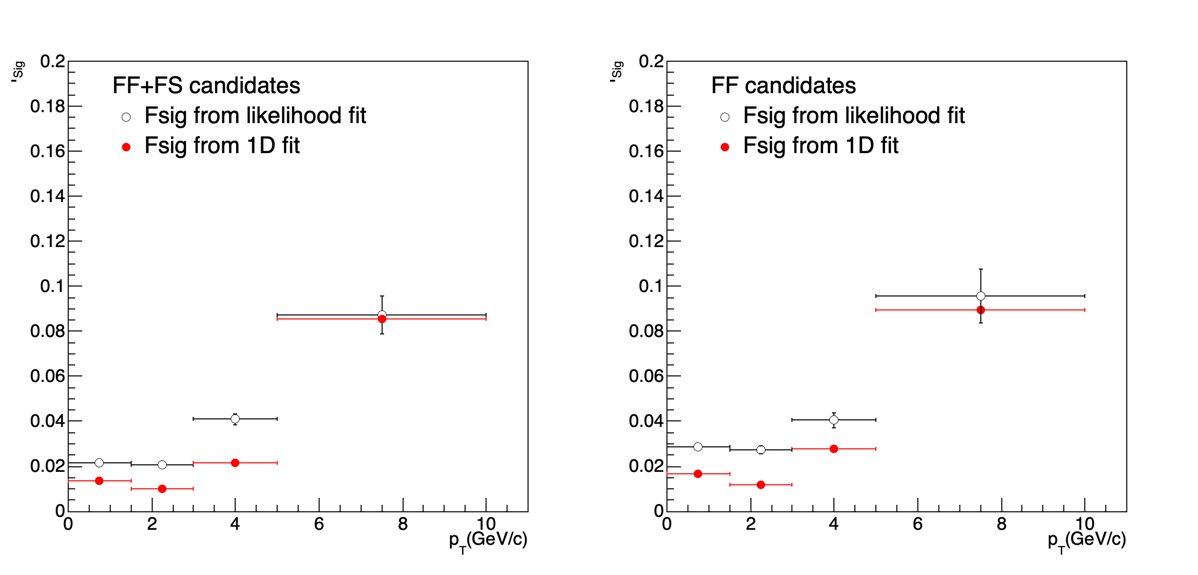 'Sig
0.2
FF+FS candidates
0.18
Fsig from likelihood fit
0.16
Fsig from 1D fit
0.14
0.12
0.1
0.08
0.06
0.04
0.02
0
0 2 4 6 8 10
pT(GeV/c)
'Sig
0.2
FF candidates
0.18
Fsig from likelihood fit
0.16
Fsig from 1D fit
0.14
0.12
0.1
0.08
0.06
0.04
0.02
0
0 2 4 6 8 10
pT(GeV/c)